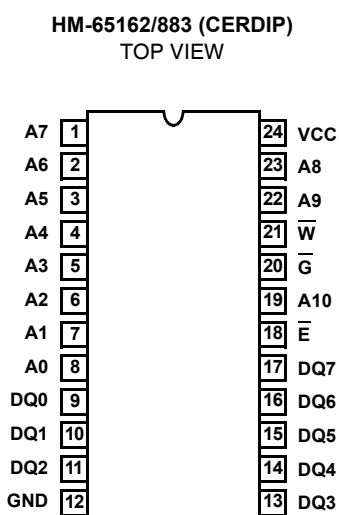 HM-65162/883 (CERDIP)
TOP VIEW
A7 1 24 VCC
A6 2 23 A8
A5 3 22 A9
A4 4 21 W̅
A3 5 20 G̅
A2 6 19 A10
A1 7 18 E̅
A0 8 17 DQ7
DQ0 9 16 DQ6
DQ1 10 15 DQ5
DQ2 11 14 DQ4
GND 12 13 DQ3